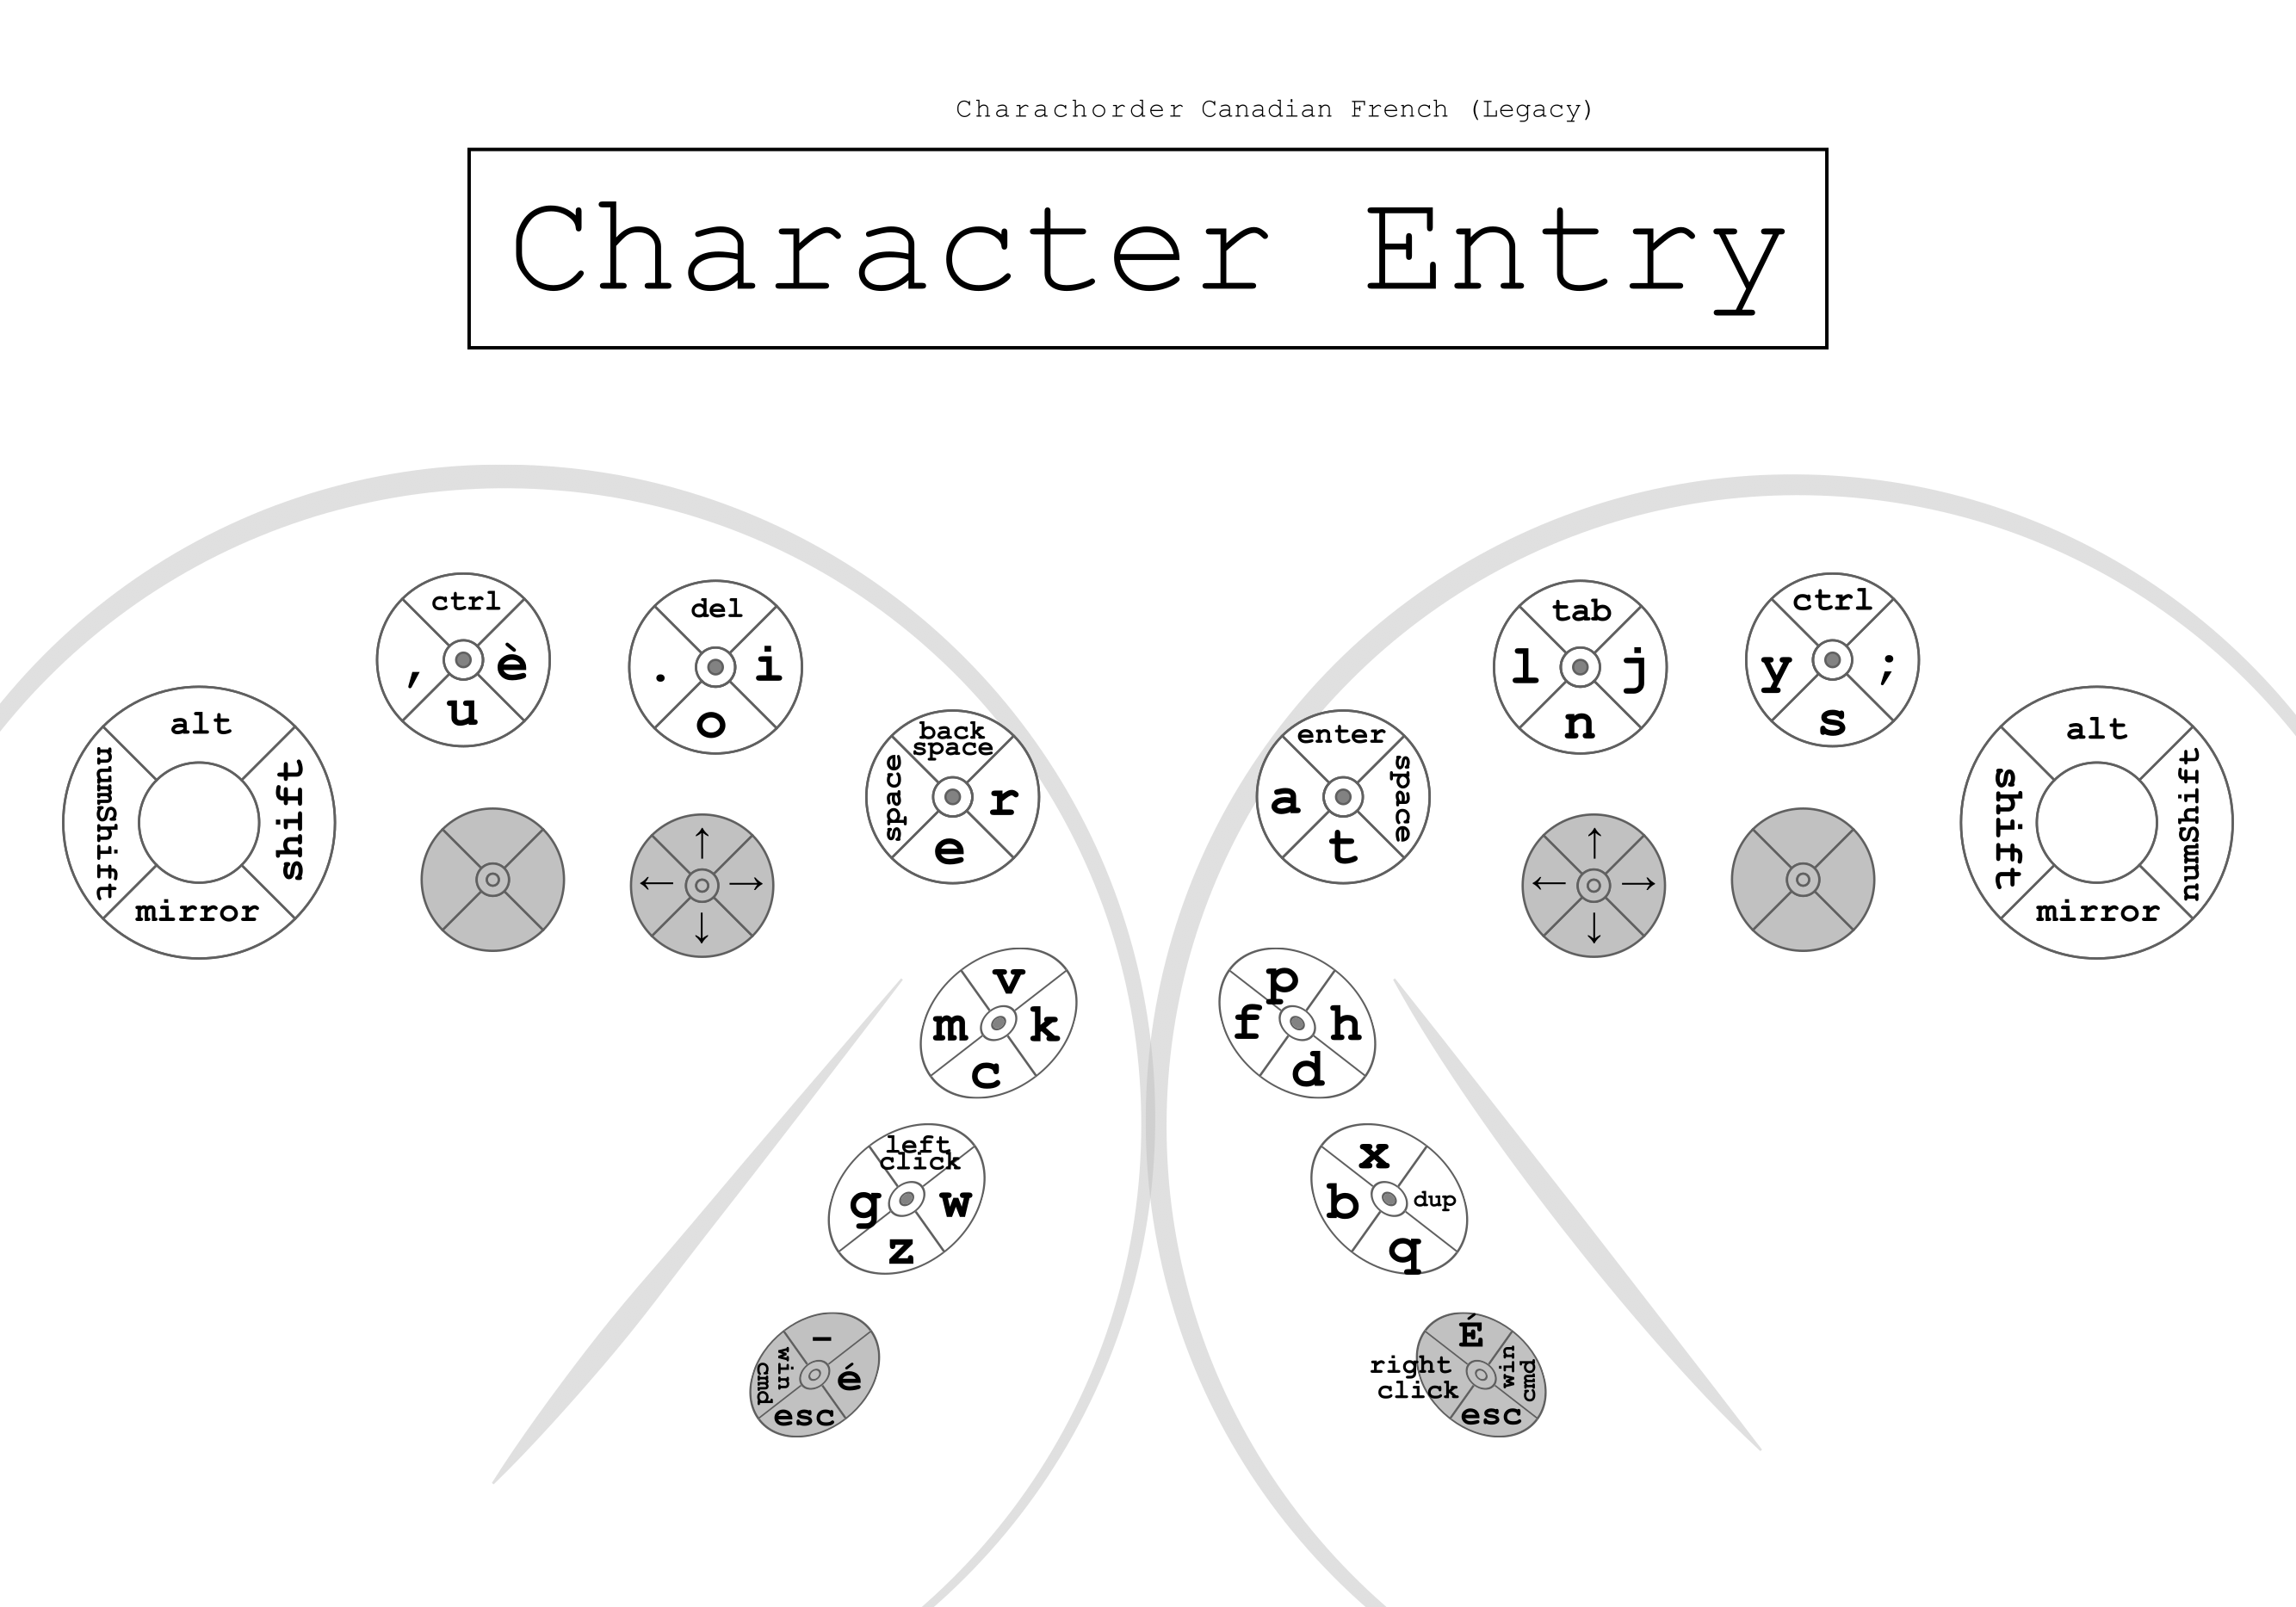 Charachorder Canadian French (Legacy)
Character Entry
ctrl
, è
u
del
. i
o
tab
l j
n
ctrl
y ;
s
alt
numShift shift
mirror
back
space
space r
e
enter
a space
t
alt
shift numShift
mirror
↑
← →
↓
↑
← →
↓
v
m k
c
p
f h
d
left
click
g w
z
x
b dup
q
-
win
cmd
é
esc
É
right
click
win
cmd
esc